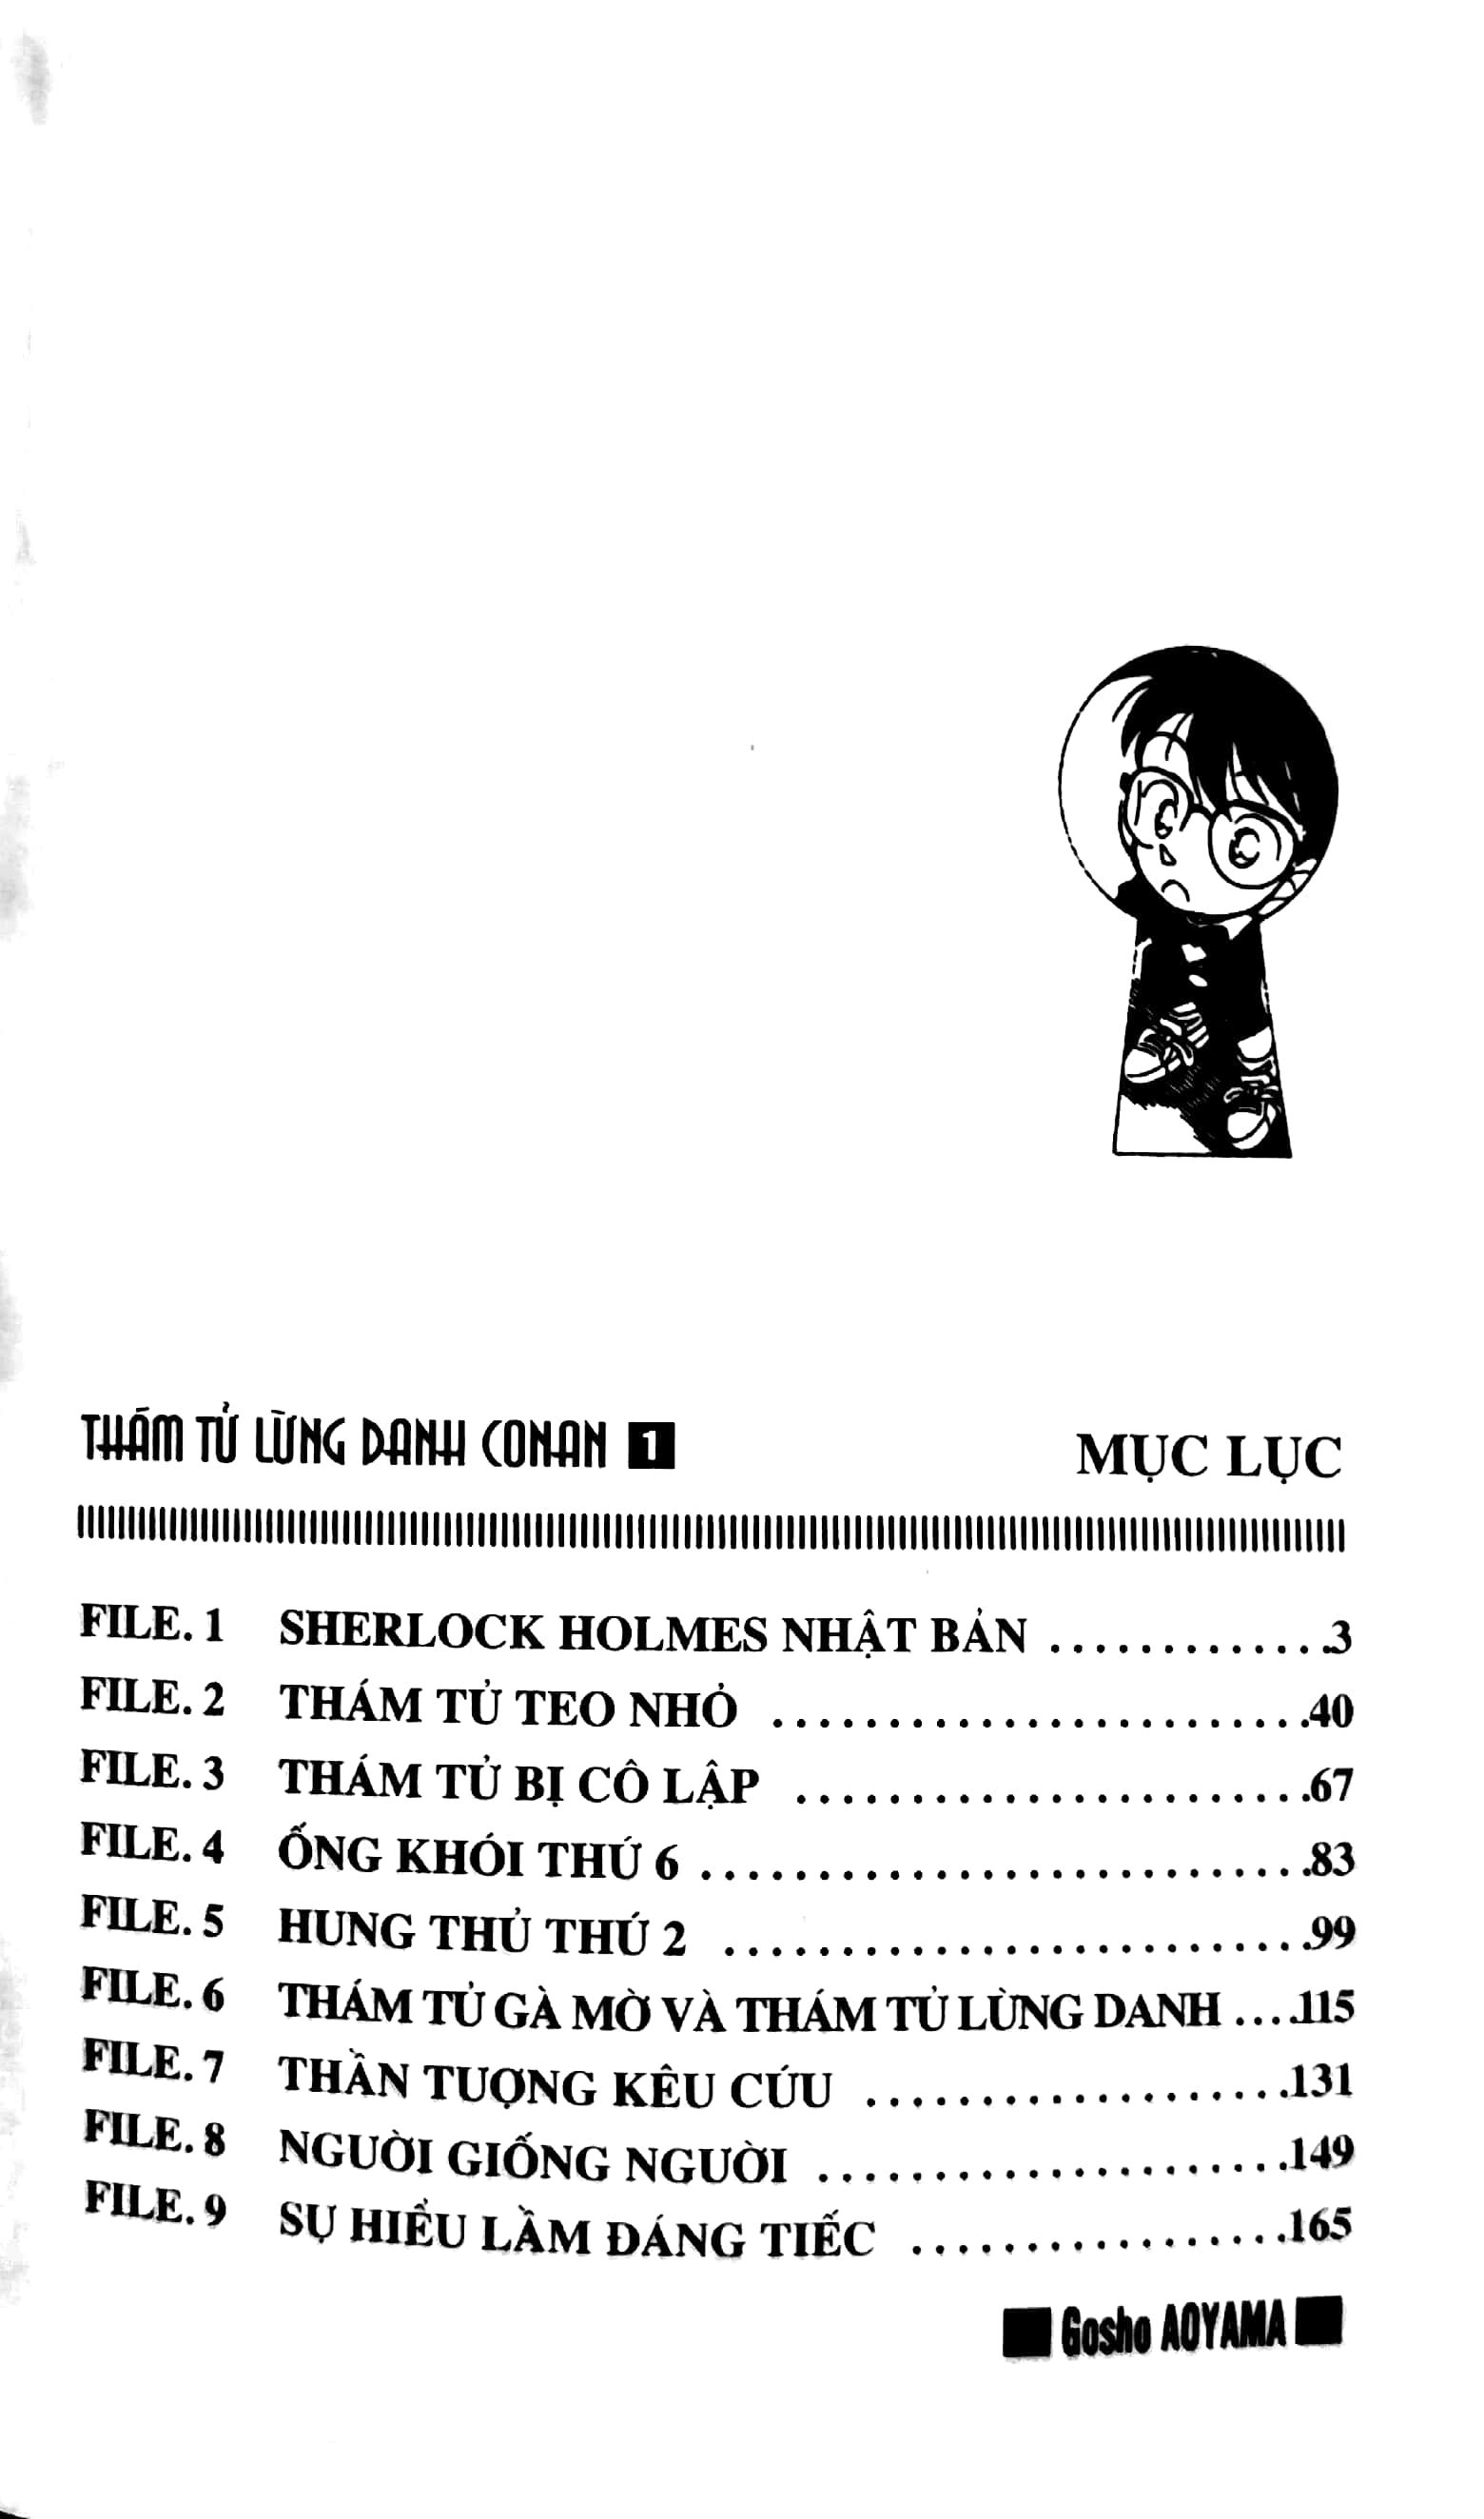 THÁM TỬ LỪNG DANH CONAN 1
MỤC LỤC
FILE. 1 SHERLOCK HOLMES NHẬT BẢN .............3
FILE. 2 THÁM TỬ TEO NHỎ ........................40
FILE. 3 THÁM TỬ BỊ CÔ LẬP .......................67
FILE. 4 ỐNG KHÓI THỨ 6 ...........................83
FILE. 5 HUNG THỦ THỨ 2 ..........................99
FILE. 6 THÁM TỬ GÀ MỜ VÀ THÁM TỬ LỪNG DANH ....115
FILE. 7 THẦN TƯỢNG KÊU CỨU ...................131
FILE. 8 NGƯỜI GIỐNG NGƯỜI .....................149
FILE. 9 SỰ HIỂU LẦM ĐÁNG TIẾC .................165
Gosho AOYAMA